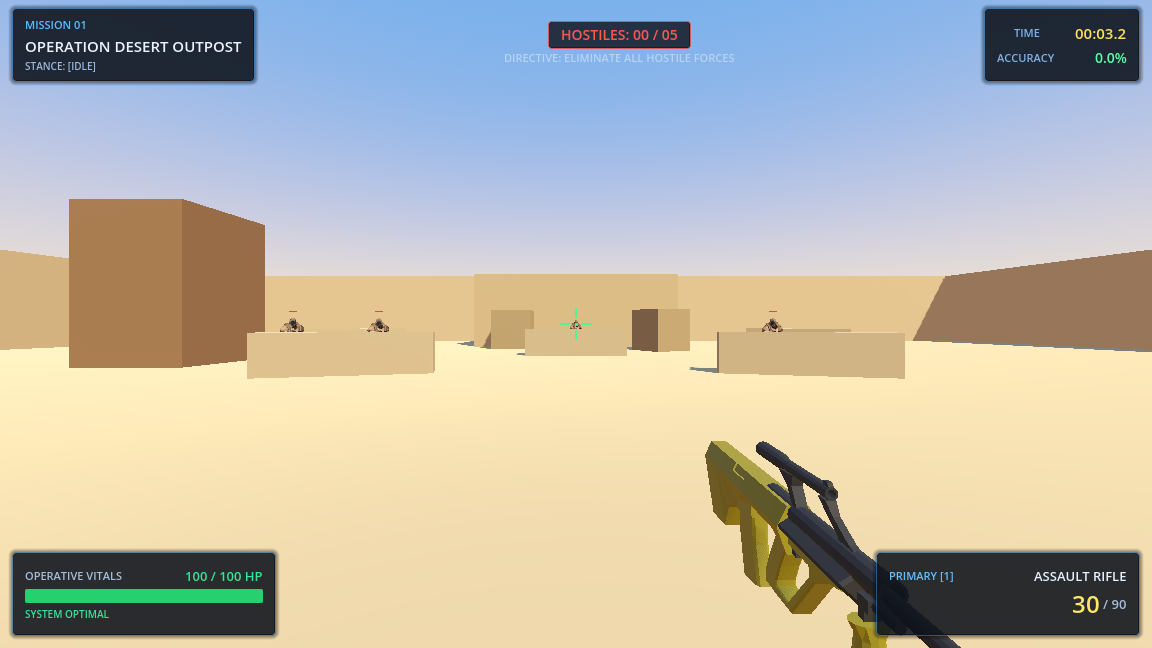 MISSION 01
OPERATION DESERT OUTPOST
STANCE: [IDLE]
HOSTILES: 00 / 05
DIRECTIVE: ELIMINATE ALL HOSTILE FORCES
TIME 00:03.2
ACCURACY 0.0%
OPERATIVE VITALS 100 / 100 HP
SYSTEM OPTIMAL
PRIMARY [1] ASSAULT RIFLE
30 / 90